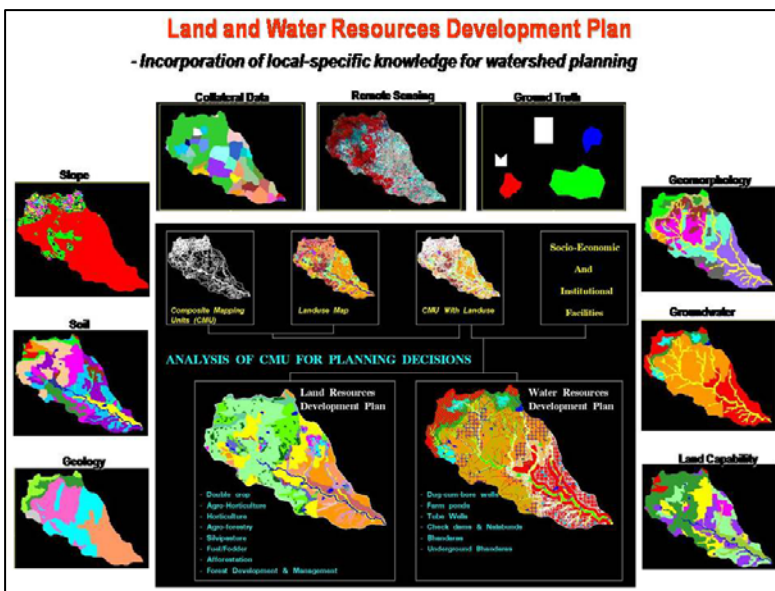 Land and Water Resources Development Plan
- Incorporation of local-specific knowledge for watershed planning
Collateral Data
Remote Sensing
Ground Truth
Slope
Geomorphology
Composite Mapping
Units (CMU)
Landuse Map
CMU With Landuse
Socio-Economic
And
Institutional
Facilities
Soil
Groundwater
ANALYSIS OF CMU FOR PLANNING DECISIONS
Land Resources
Development Plan
- Double crop
- Agro-Horticulture
- Horticulture
- Agro-forestry
- Silvipasture
- Fuel/Fodder
- Afforestation
- Forest Development & Management
Water Resources
Development Plan
- Dug-cum-bore wells
- Farm ponds
- Tube Wells
- Check dams & Nalabunds
- Bhandaras
- Underground Bhandaras
Geology
Land Capability